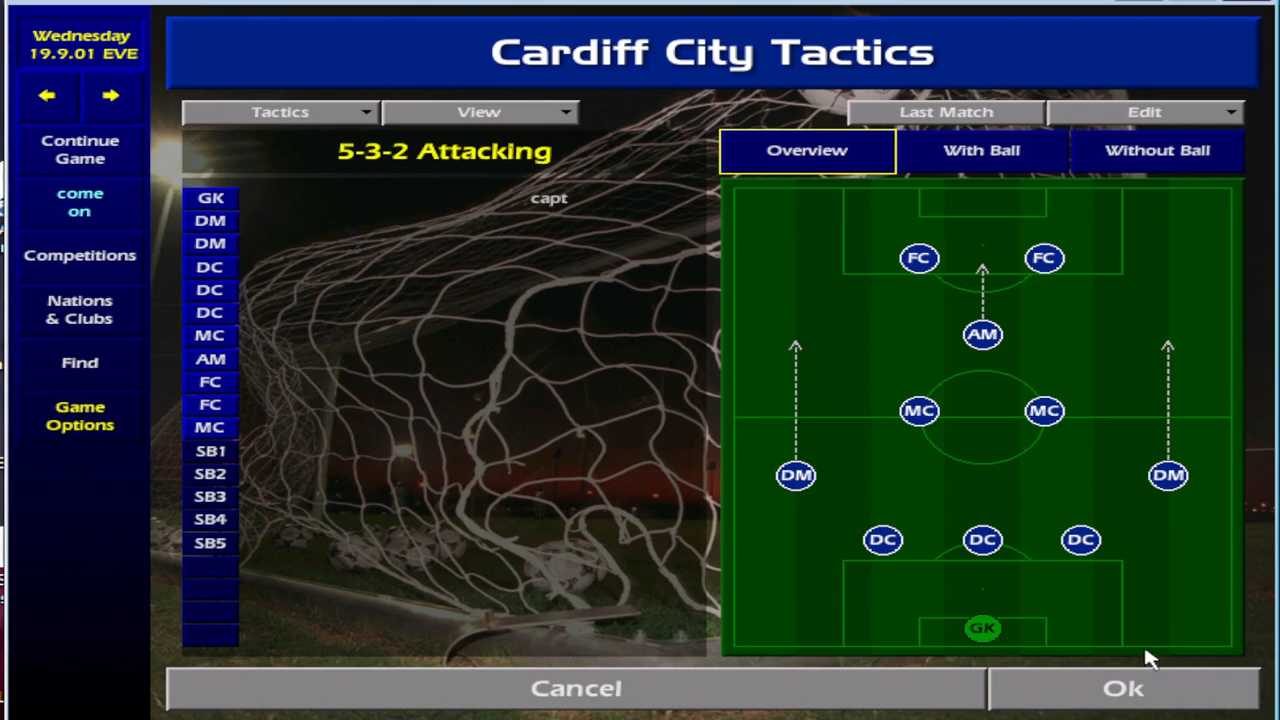 Wednesday
19.9.01 EVE
Continue
Game
come
on
Competitions
Nations
& Clubs
Find
Game
Options
Cardiff City Tactics
Tactics
View
Last Match
Edit
5-3-2 Attacking
Overview
With Ball
Without Ball
GK
capt
DM
DM
DC
DC
DC
MC
AM
FC
FC
MC
SB1
SB2
SB3
SB4
SB5
FC FC
AM
MC MC
DM DM
DC DC DC
GK
Cancel
Ok